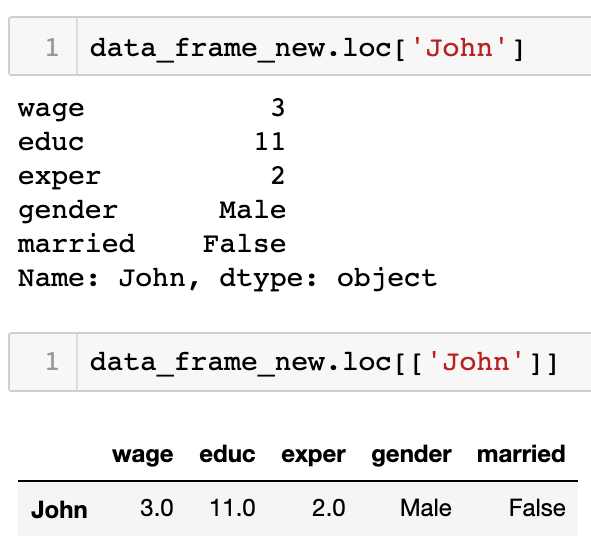 1 data_frame_new.loc['John']
wage 3
educ 11
exper 2
gender Male
married False
Name: John, dtype: object
1 data_frame_new.loc[['John']]
wage educ exper gender married
John 3.0 11.0 2.0 Male False